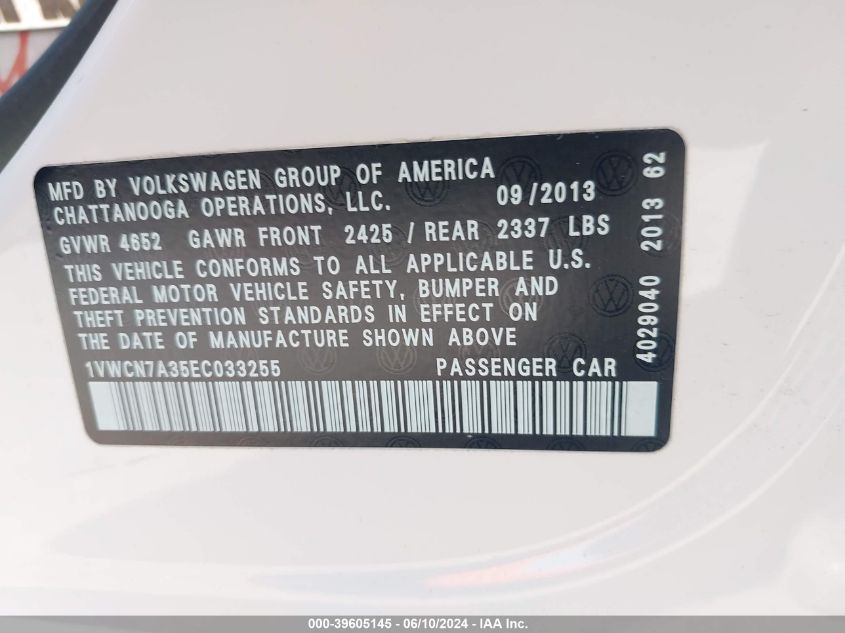 MFD BY VOLKSWAGEN GROUP OF AMERICA
CHATTANOOGA OPERATIONS, LLC. 09/2013
GVWR 4652 GAWR FRONT 2425 / REAR 2337 LBS
THIS VEHICLE CONFORMS TO ALL APPLICABLE U.S.
FEDERAL MOTOR VEHICLE SAFETY, BUMPER AND
THEFT PREVENTION STANDARDS IN EFFECT ON
THE DATE OF MANUFACTURE SHOWN ABOVE
1VWCN7A35EC033255 PASSENGER CAR
4029040 2013 62
000-39605145 - 06/10/2024 - IAA Inc.